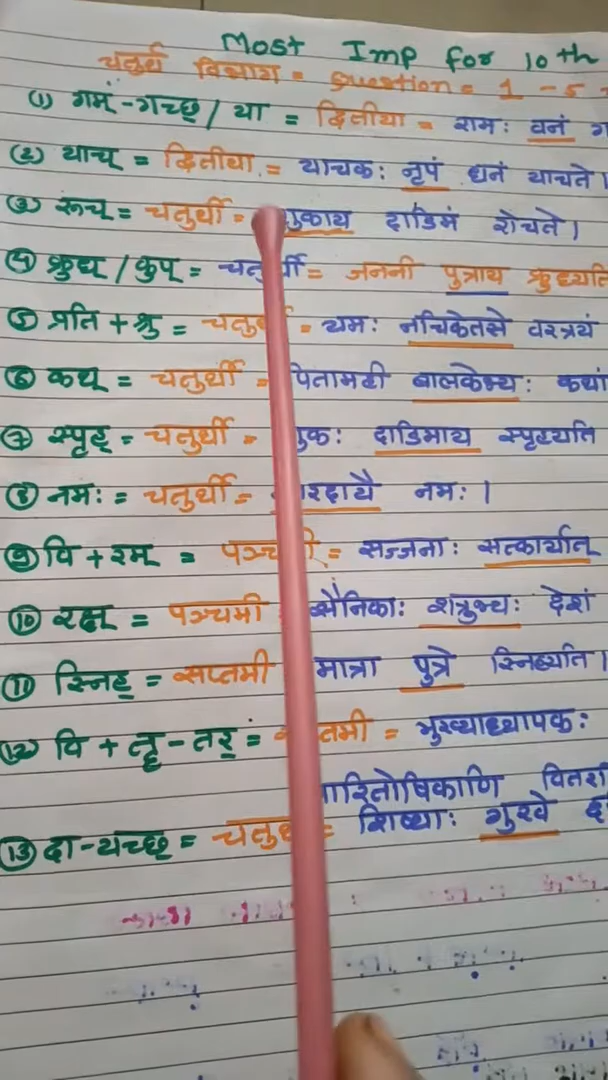 Most Imp for 10th
चतुर्थ विभाग = Question = 1 - 5
(1) गम् - गच्छ् / या = द्वितीया = रामः वनं ग
(2) याच् = द्वितीया = याचकः नृपं धनं याचते।
(3) रूच् = चतुर्थी = शुकाय दाडिमं रोचते।
(4) क्रुध् / कुप् = चतुर्थी = जननी पुत्राय क्रुध्यति
(5) प्रति + श्रु = चतुर्थी = यमः नचिकेतसे वरत्रयं
(6) कथ् = चतुर्थी = पितामही बालकेभ्यः कथां
(7) स्पृह् = चतुर्थी = शुकः दाडिमाय स्पृहयति
(8) नमः = चतुर्थी = शारदायै नमः।
(9) वि + रम् = पञ्चमी = सज्जनाः सत्कार्यात्
(10) रक्ष् = पञ्चमी सैनिकाः शत्रुभ्यः देशं
(11) स्निह् = सप्तमी मात्रा पुत्रे स्निह्यति।
(12) वि + तॄ - तर् = सप्तमी = मुख्याध्यापकः
पारितोषिकाणि वितर
(13) दा - यच्छ् = चतुर्थी = शिष्याः गुरवे